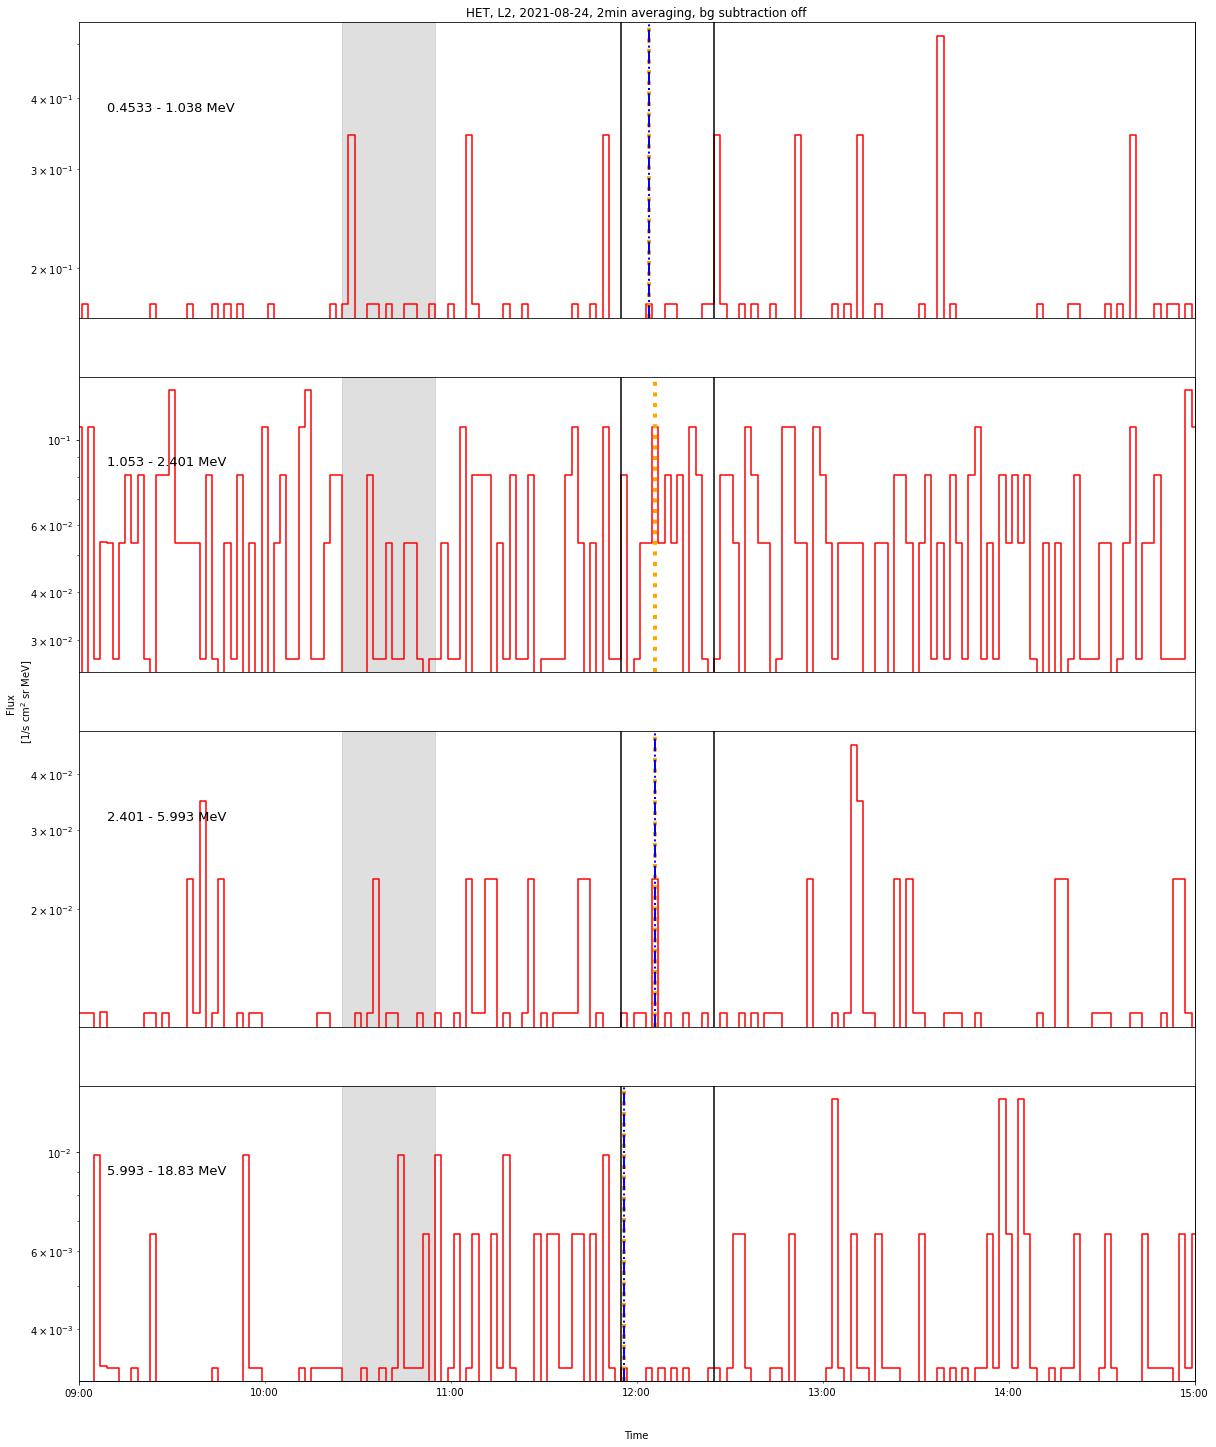 HET, L2, 2021-08-24, 2min averaging, bg subtraction off
4 × 10⁻¹
3 × 10⁻¹
2 × 10⁻¹
0.4533 - 1.038 MeV
10⁻¹
6 × 10⁻²
4 × 10⁻²
3 × 10⁻²
1.053 - 2.401 MeV
Flux
[1/s cm² sr MeV]
4 × 10⁻²
3 × 10⁻²
2 × 10⁻²
2.401 - 5.993 MeV
10⁻²
6 × 10⁻³
4 × 10⁻³
5.993 - 18.83 MeV
09:00 10:00 11:00 12:00 13:00 14:00 15:00
Time